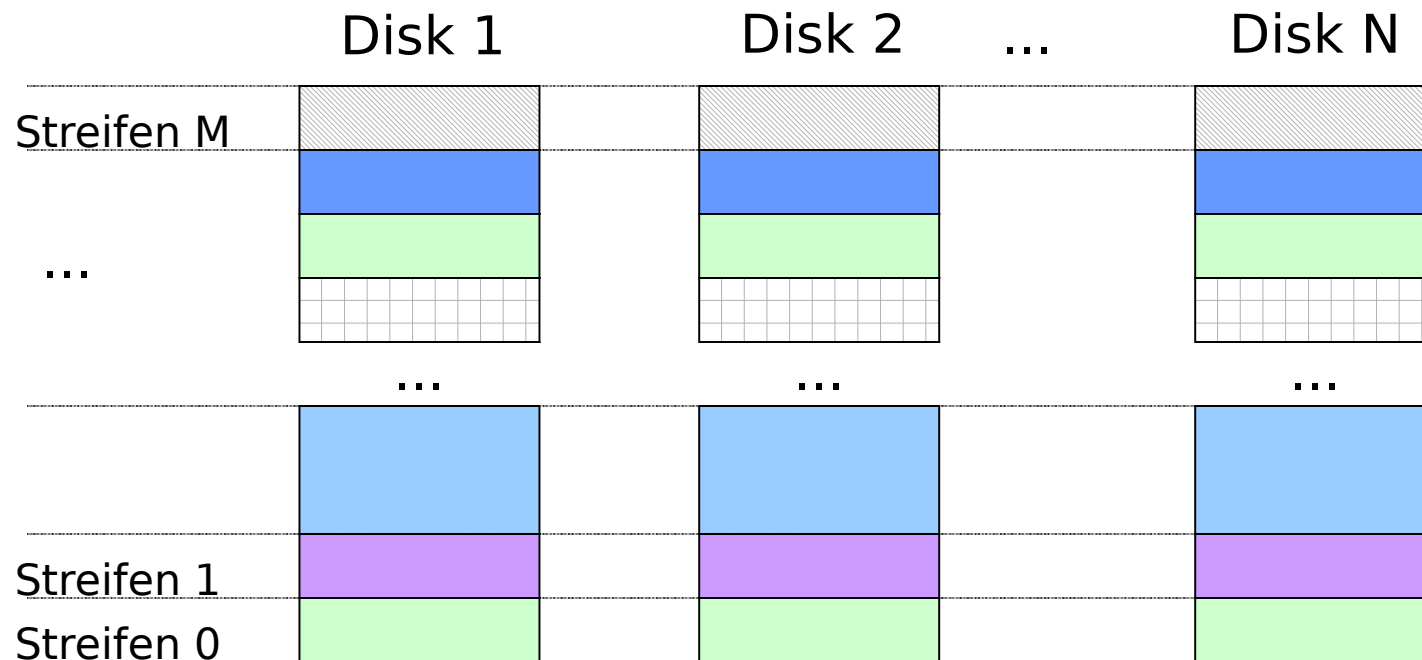 Disk 1 Disk 2 ... Disk N
Streifen M
...
... ... ...
Streifen 1
Streifen 0